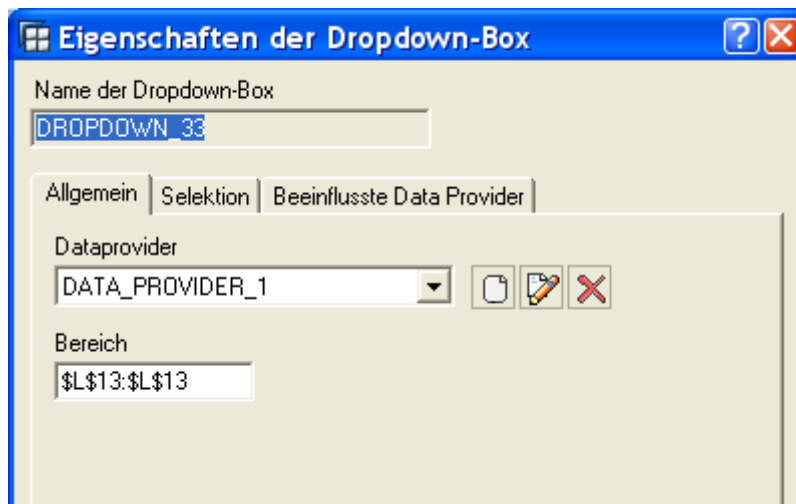 Eigenschaften der Dropdown-Box
Name der Dropdown-Box
DROPDOWN_33
Allgemein Selektion Beeinflusste Data Provider
Dataprovider
DATA_PROVIDER_1
Bereich
$L$13:$L$13